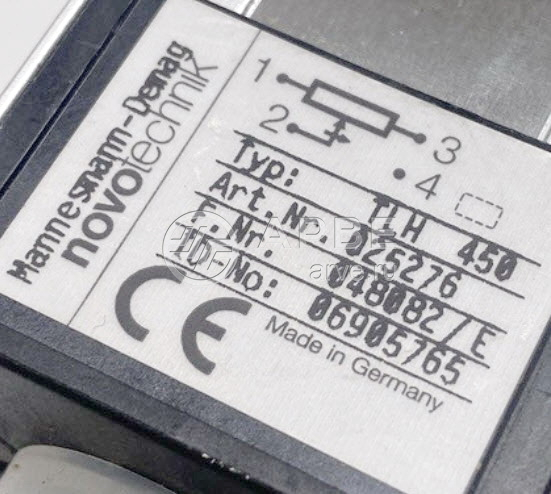 Mannesmann-Demag
novotechnik
1
2
3
4
Typ: TLH 450
Art.Nr. 025276
F.Nr. 048082/E
ID-No: 06905765
CE
Made in Germany